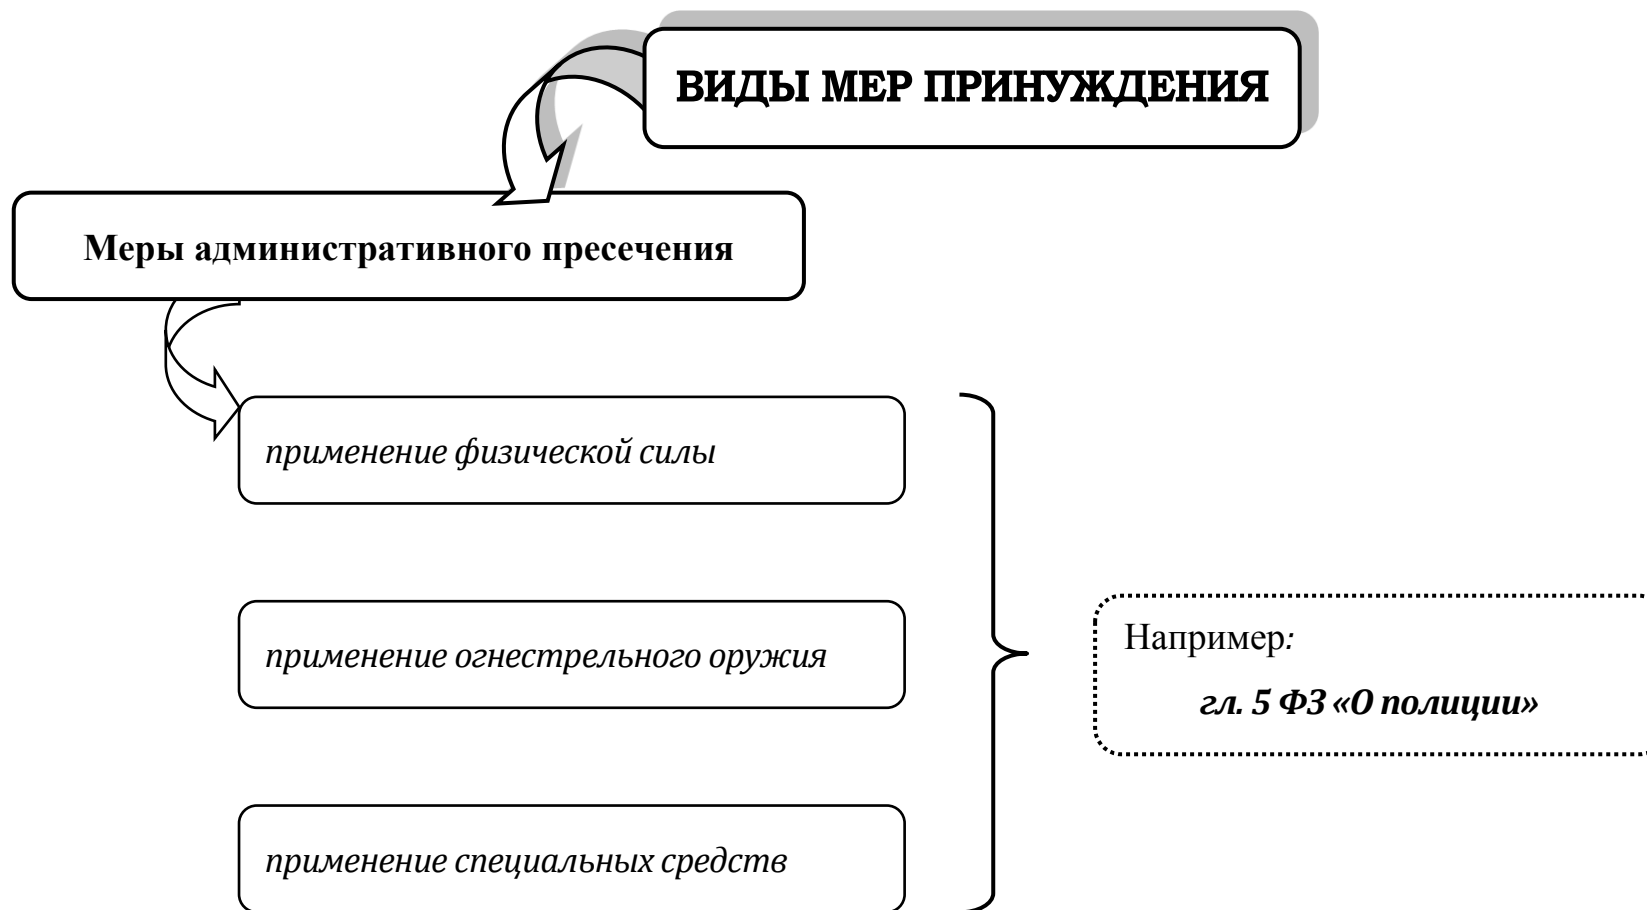 ВИДЫ МЕР ПРИНУЖДЕНИЯ
Меры административного пресечения
применение физической силы
применение огнестрельного оружия
Например:
гл. 5 ФЗ «О полиции»
применение специальных средств